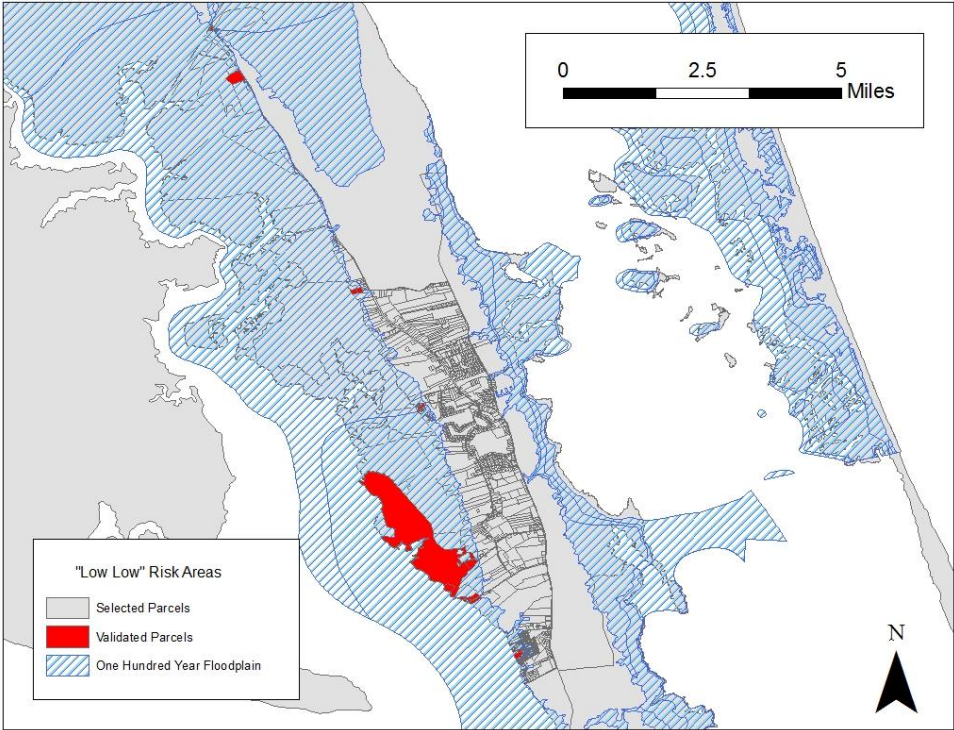 0 2.5 5
Miles
"Low Low" Risk Areas
Selected Parcels
Validated Parcels
One Hundred Year Floodplain
N